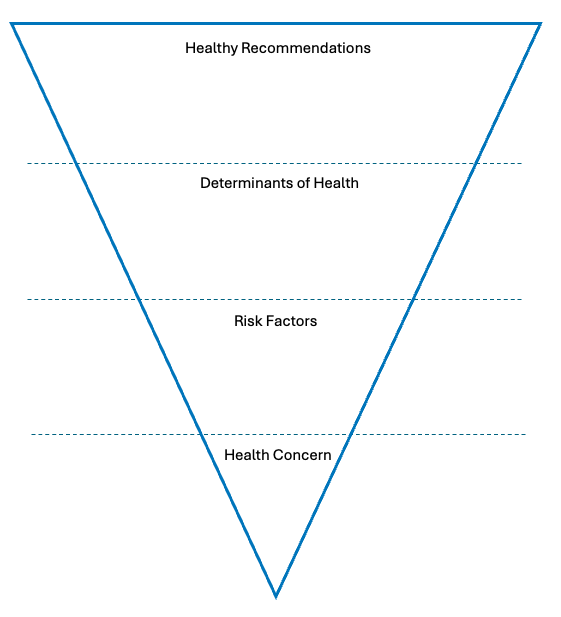 Healthy Recommendations
Determinants of Health
Risk Factors
Health Concern